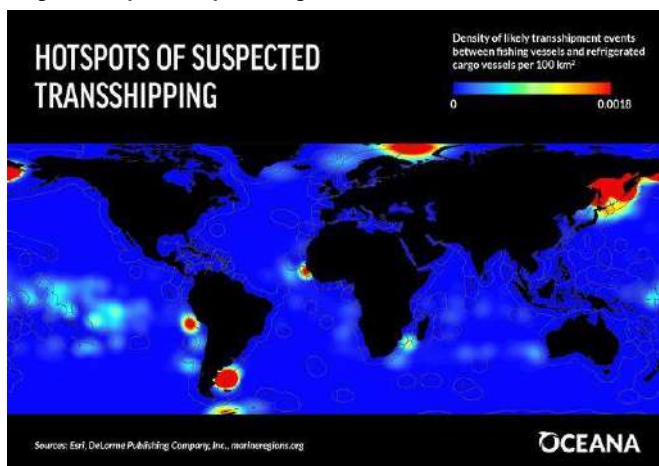 HOTSPOTS OF SUSPECTED
TRANSSHIPPING
Density of likely transshipment events
between fishing vessels and refrigerated
cargo vessels per 100 km²
0 0.0018
Sources: Esri, DeLorme Publishing Company, Inc., marineregions.org
OCEANA